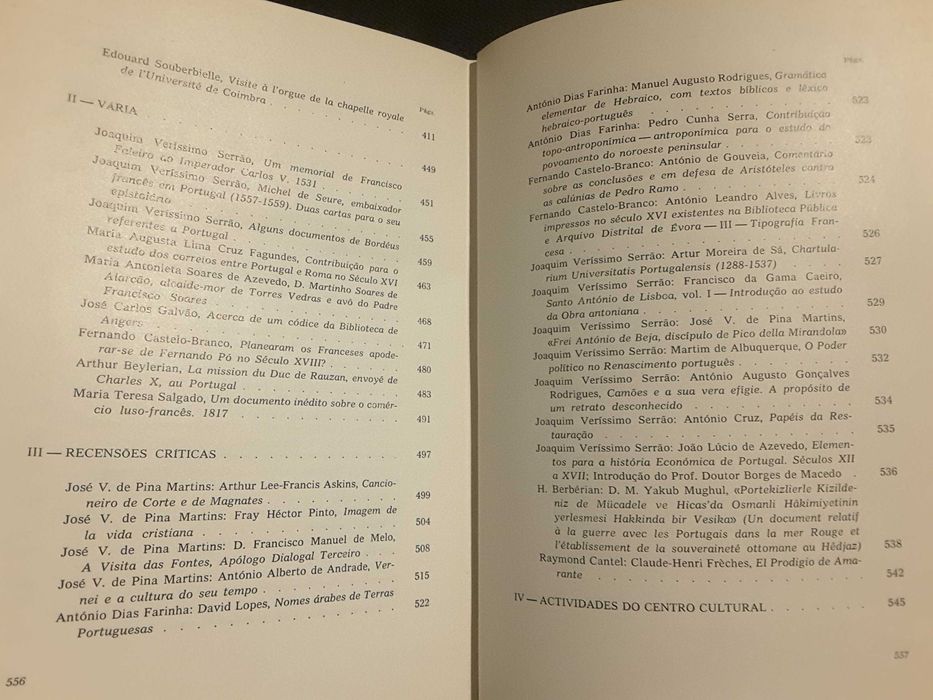 Edouard Souberbielle, Visite à l'orgue de la chapelle royale
de l'Université de Coimbra . . . . . . . . 411
Págs.
II — VARIA . . . . . . . . . . 449
Joaquim Veríssimo Serrão, Um memorial de Francisco
Faleiro ao Imperador Carlos V. 1531 . . . . . 451
Joaquim Veríssimo Serrão, Michel de Seure, embaixador
francês em Portugal (1557-1559). Duas cartas para o seu
epistolário . . . . . . . . . . 455
Joaquim Veríssimo Serrão, Alguns documentos de Bordéus
referentes a Portugal . . . . . . . . 459
Maria Augusta Lima Cruz Fagundes, Contribuição para o
estudo dos correios entre Portugal e Roma no Século XVI 463
Maria Antonieta Soares de Azevedo, D. Martinho Soares de
Alarcão, alcaide-mor de Torres Vedras e avô do Padre
Francisco Soares . . . . . . . . . 468
José Carlos Galvão, Acerca de um códice da Biblioteca de
Angers . . . . . . . . . . 471
Fernando Castelo-Branco, Planearam os Franceses apode-
rar-se de Fernando Pó no Século XVIII? . . . . 480
Arthur Beylerian, La mission du Duc de Rauzan, envoyé de
Charles X, au Portugal . . . . . . . . 483
Maria Teresa Salgado, Um documento inédito sobre o comér-
cio luso-francês. 1817 . . . . . . . . 491
III — RECENSÕES CRÍTICAS . . . . . . . . 497
José V. de Pina Martins: Arthur Lee-Francis Askins, Cancio-
neiro de Corte e de Magnates . . . . . . . 499
José V. de Pina Martins: Fray Héctor Pinto, Imagem de
la vida cristiana . . . . . . . . . 504
José V. de Pina Martins: D. Francisco Manuel de Melo,
A Visita das Fontes, Apólogo Dialogal Terceiro . . . 508
José V. de Pina Martins: António Alberto de Andrade, Ver-
nei e a cultura do seu tempo . . . . . . . 515
António Dias Farinha: David Lopes, Nomes árabes de Terras
Portuguesas . . . . . . . . . . 522
556
Págs.
António Dias Farinha: Manuel Augusto Rodrigues, Gramática
elementar de Hebraico, com textos bíblicos e léxico
hebraico-português . . . . . . . . 523
António Dias Farinha: Pedro Cunha Serra, Contribuição
topo-antroponímica — antroponímica para o estudo do
povoamento do noroeste peninsular . . . . . . 523
Fernando Castelo-Branco: António de Gouveia, Comentário
sobre as conclusões e em defesa de Aristóteles contra
as calúnias de Pedro Ramo . . . . . . . 524
Fernando Castelo-Branco: António Leandro Alves, Livros
impressos no século XVI existentes na Biblioteca Pública
e Arquivo Distrital de Évora — III — Tipografia Fran-
cesa . . . . . . . . . . . 526
Joaquim Veríssimo Serrão: Artur Moreira de Sá, Chartula-
rium Universitatis Portugalensis (1288-1537) . . . . 527
Joaquim Veríssimo Serrão: Francisco da Gama Caeiro,
Santo António de Lisboa, vol. I — Introdução ao estudo
da Obra antoniana . . . . . . . . . 529
Joaquim Veríssimo Serrão: José V. de Pina Martins,
«Frei António de Beja, discípulo de Pico della Mirandola» 530
Joaquim Veríssimo Serrão: Martim de Albuquerque, O Poder
político no Renascimento português . . . . . . 532
Joaquim Veríssimo Serrão: António Augusto Gonçalves
Rodrigues, Camões e a sua vera efígie. A propósito de
um retrato desconhecido . . . . . . . . 534
Joaquim Veríssimo Serrão: António Cruz, Papéis da Res-
tauração . . . . . . . . . . 535
Joaquim Veríssimo Serrão: João Lúcio de Azevedo, Elemen-
tos para a história Económica de Portugal. Séculos XII
a XVII; Introdução do Prof. Doutor Borges de Macedo . 536
H. Berbérian: D. M. Yakub Mughul, «Portekizlierle Kizilde-
niz de Mücadele ve Hicas'da Osmanli Hâkimiyetinin
yerlesmesi Hakkinda bir Vesika» (Un document relatif
à la guerre avec les Portugais dans la mer Rouge et
l'établissement de la souveraineté ottomane au Hédjaz) 538
Raymond Cantel: Claude-Henri Frèches, El Prodigio de Ama-
rante . . . . . . . . . . . 542
IV — ACTIVIDADES DO CENTRO CULTURAL . . . . . . 545
557